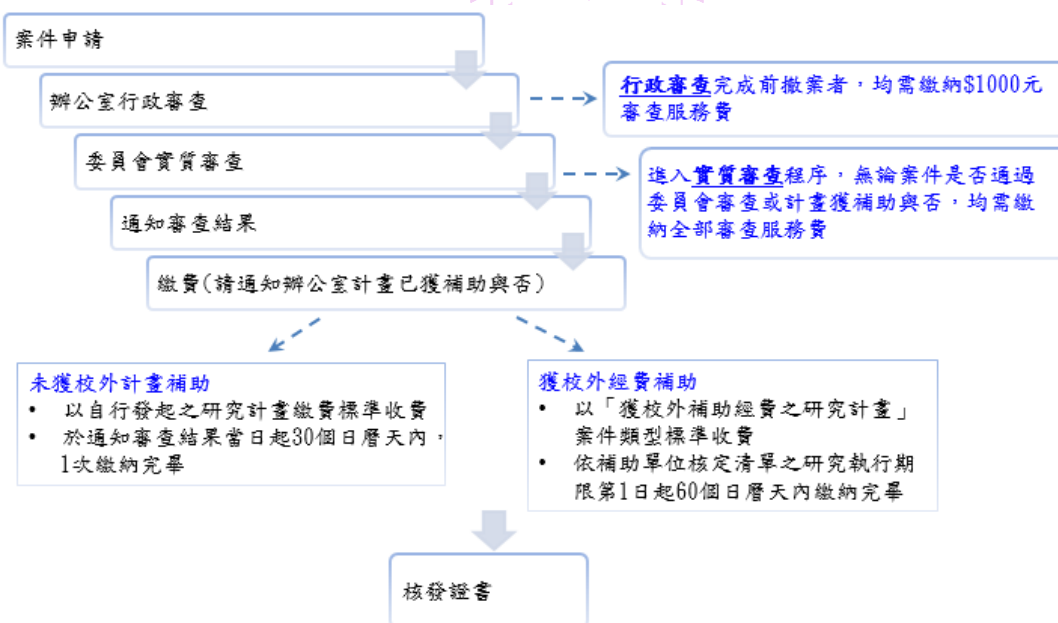 案件申請
辦公室行政審查
行政審查完成前撤案者，均需繳納$1000元
審查服務費
委員會實質審查
進入實質審查程序，無論案件是否通過
委員會審查或計畫獲補助與否，均需繳
納全部審查服務費
通知審查結果
繳費(請通知辦公室計畫已獲補助與否)
未獲校外計畫補助
• 以自行發起之研究計畫繳費標準收費
• 於通知審查結果當日起30個日曆天內，
1次繳納完畢
獲校外經費補助
• 以「獲校外補助經費之研究計畫」
案件類型標準收費
• 依補助單位核定清單之研究執行期
限第1日起60個日曆天內繳納完畢
核發證書